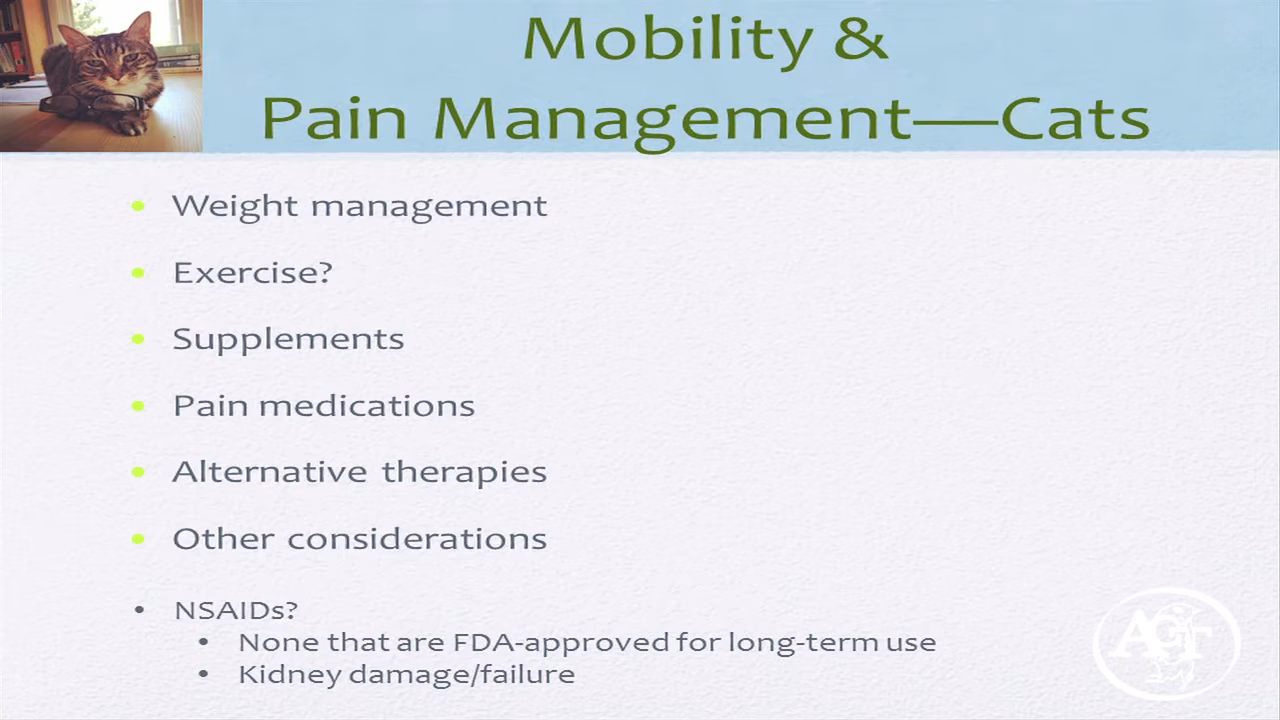 Mobility &
Pain Management—Cats
• Weight management
• Exercise?
• Supplements
• Pain medications
• Alternative therapies
• Other considerations
• NSAIDs?
• None that are FDA-approved for long-term use
• Kidney damage/failure
AGT